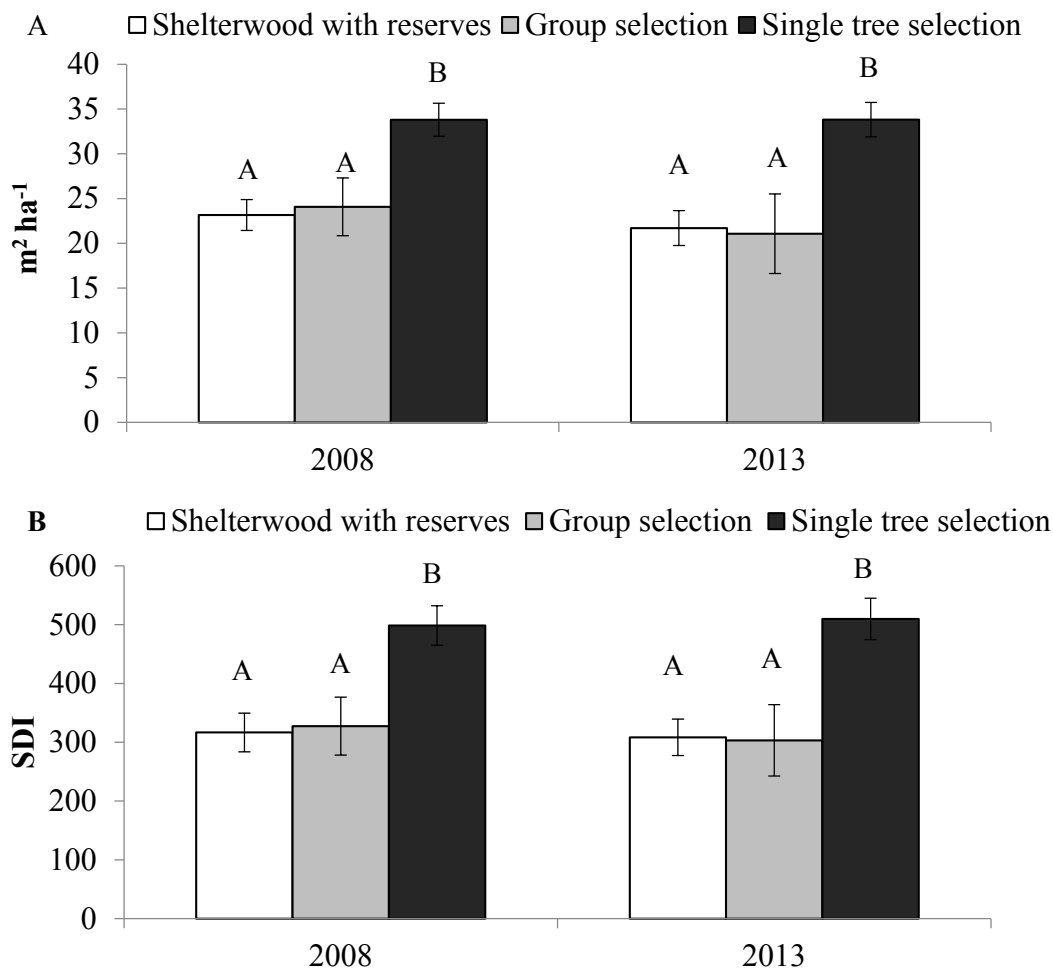 A
Shelterwood with reserves Group selection Single tree selection
40
35
30
25
20
15
10
5
0
m² ha⁻¹
A
A
B
A
A
B
2008
2013
B
Shelterwood with reserves Group selection Single tree selection
600
500
400
300
200
100
0
SDI
A
A
B
A
A
B
2008
2013